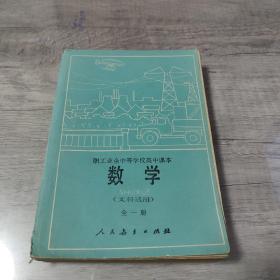 职工业余中等学校高中课本
数学
（文科适用）
全一册
人民教育出版社